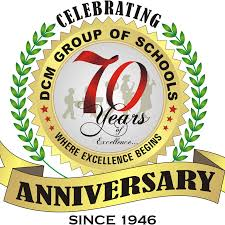 CELEBRATING
DCM GROUP OF SCHOOLS
70
Years
of
Excellence...
WHERE EXCELLENCE BEGINS
ANNIVERSARY
SINCE 1946